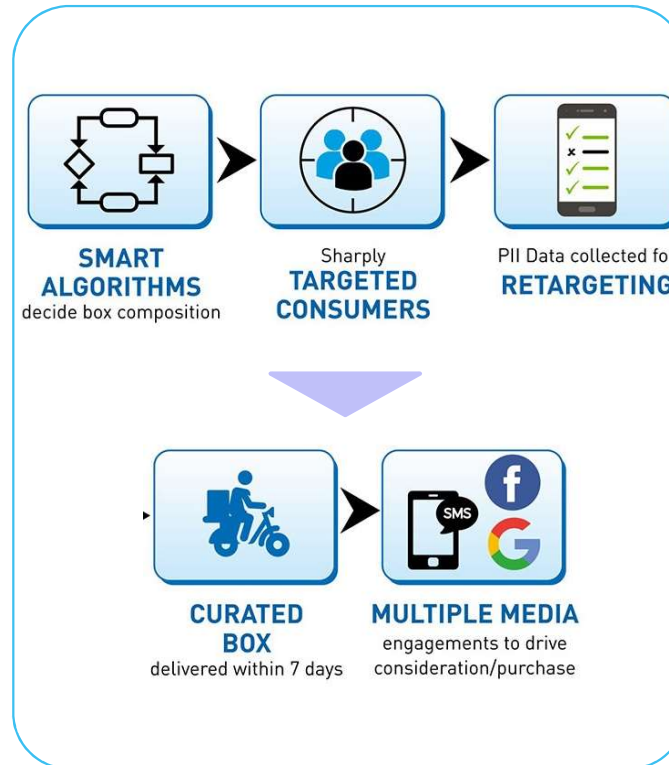 SMART
ALGORITHMS
decide box composition
Sharply
TARGETED
CONSUMERS
PII Data collected fo
RETARGETING
CURATED
BOX
delivered within 7 days
SMS
f
G
MULTIPLE MEDIA
engagements to drive
consideration/purchase